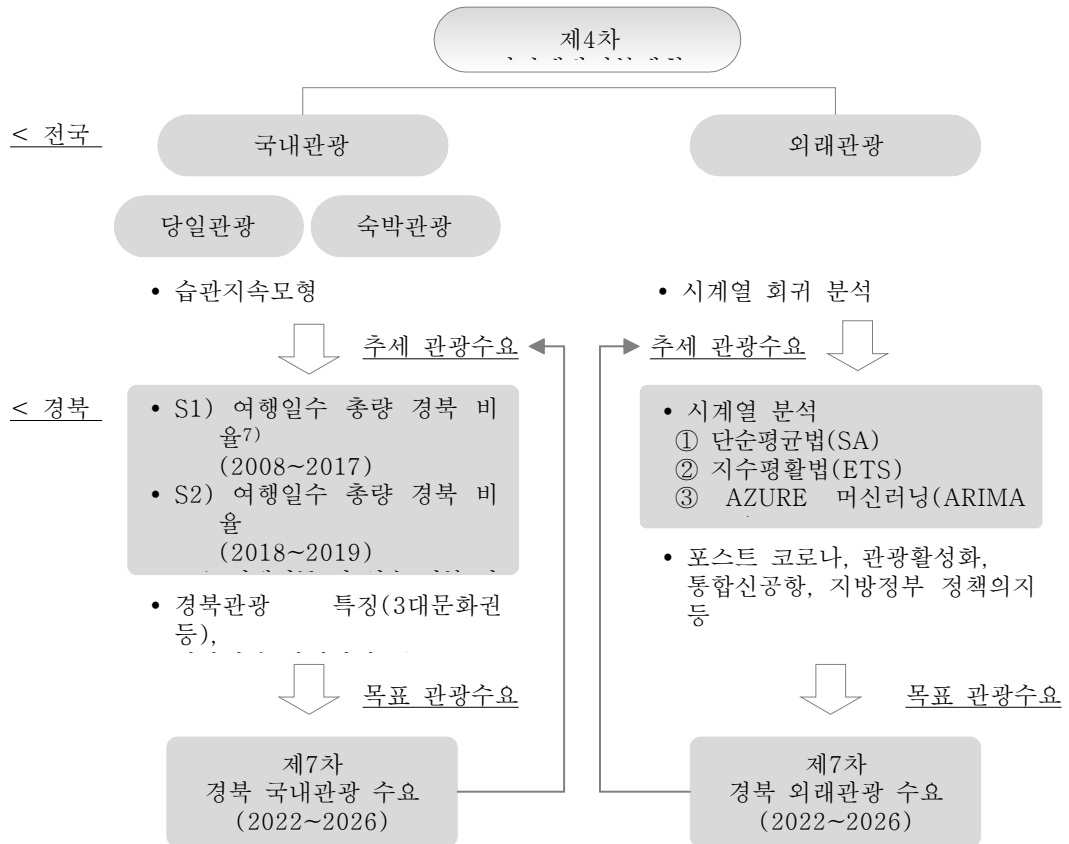 제4차
< 전국
국내관광
외래관광
당일관광
숙박관광
• 습관지속모형
• 시계열 회귀 분석
추세 관광수요
추세 관광수요
< 경북
• S1) 여행일수 총량 경북 비
율7)
(2008~2017)
• S2) 여행일수 총량 경북 비
율
(2018~2019)
• 시계열 분석
① 단순평균법(SA)
② 지수평활법(ETS)
③ AZURE 머신러닝(ARIMA
• 경북관광 특징(3대문화권
등),
• 포스트 코로나, 관광활성화,
통합신공항, 지방정부 정책의지
등
목표 관광수요
목표 관광수요
제7차
경북 국내관광 수요
(2022~2026)
제7차
경북 외래관광 수요
(2022~2026)